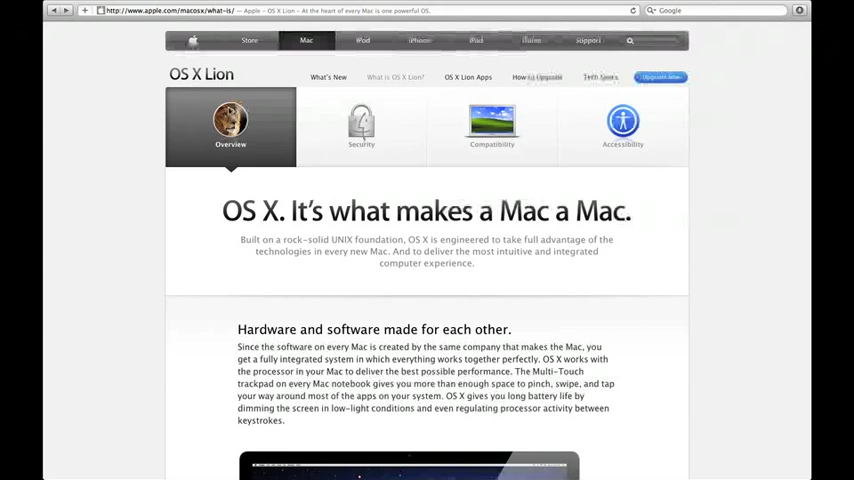 http://www.apple.com/macosx/what-is/ — Apple – OS X Lion – At the heart of every Mac is one powerful OS.
Google
Store Mac iPod iPhone iPad iTunes Support
OS X Lion
What's New What is OS X Lion? OS X Lion Apps How to Upgrade Tech Specs Upgrade now
Overview Security Compatibility Accessibility
OS X. It's what makes a Mac a Mac.
Built on a rock-solid UNIX foundation, OS X is engineered to take full advantage of the
technologies in every new Mac. And to deliver the most intuitive and integrated
computer experience.
Hardware and software made for each other.
Since the software on every Mac is created by the same company that makes the Mac, you
get a fully integrated system in which everything works together perfectly. OS X works with
the processor in your Mac to deliver the best possible performance. The Multi-Touch
trackpad on every Mac notebook gives you more than enough space to pinch, swipe, and tap
your way around most of the apps on your system. OS X gives you long battery life by
dimming the screen in low-light conditions and even regulating processor activity between
keystrokes.